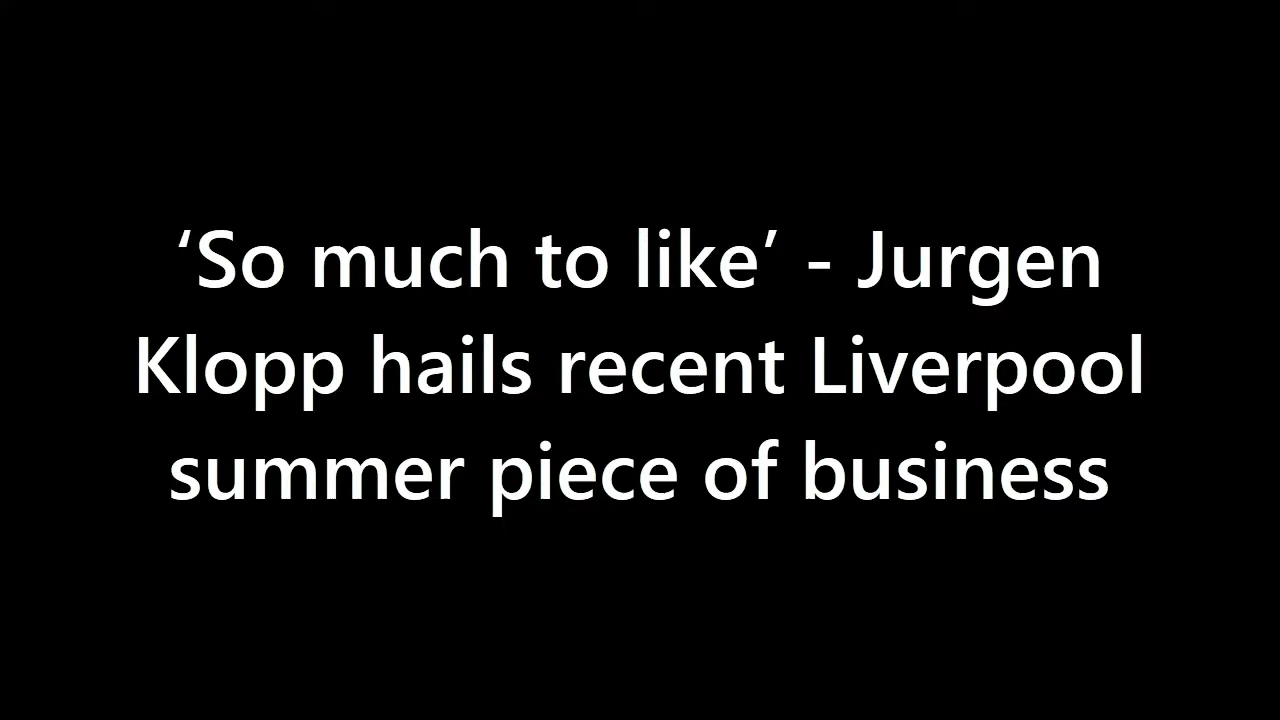 ‘So much to like’ - Jurgen
Klopp hails recent Liverpool
summer piece of business